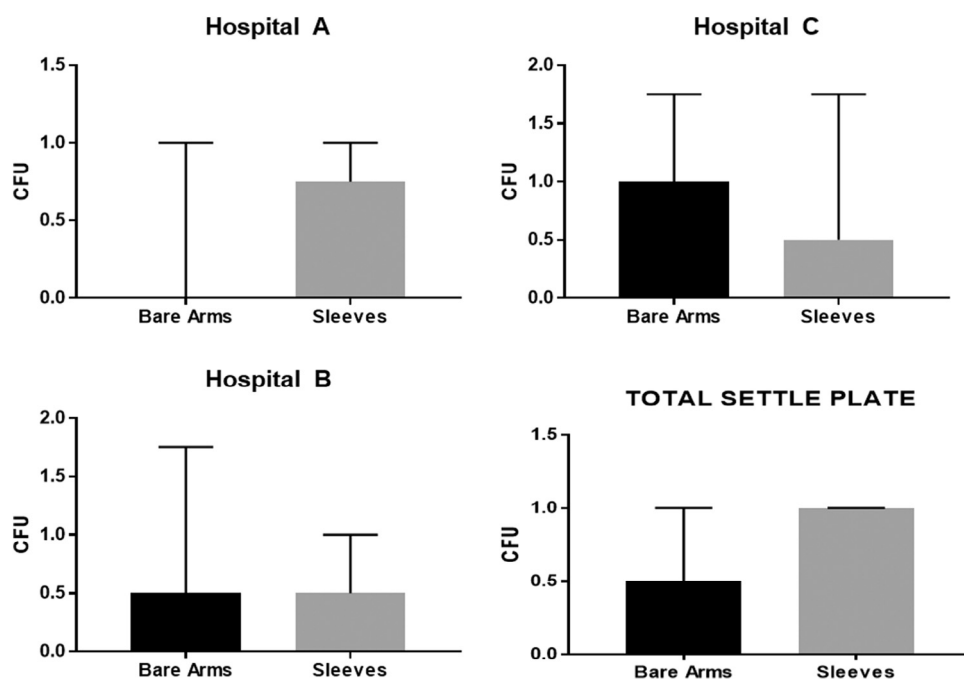 Hospital A
1.5
1.0
0.5
0.0
CFU
Bare Arms Sleeves
Hospital C
2.0
1.5
1.0
0.5
0.0
CFU
Bare Arms Sleeves
Hospital B
2.0
1.5
1.0
0.5
0.0
CFU
Bare Arms Sleeves
TOTAL SETTLE PLATE
1.5
1.0
0.5
0.0
CFU
Bare Arms Sleeves